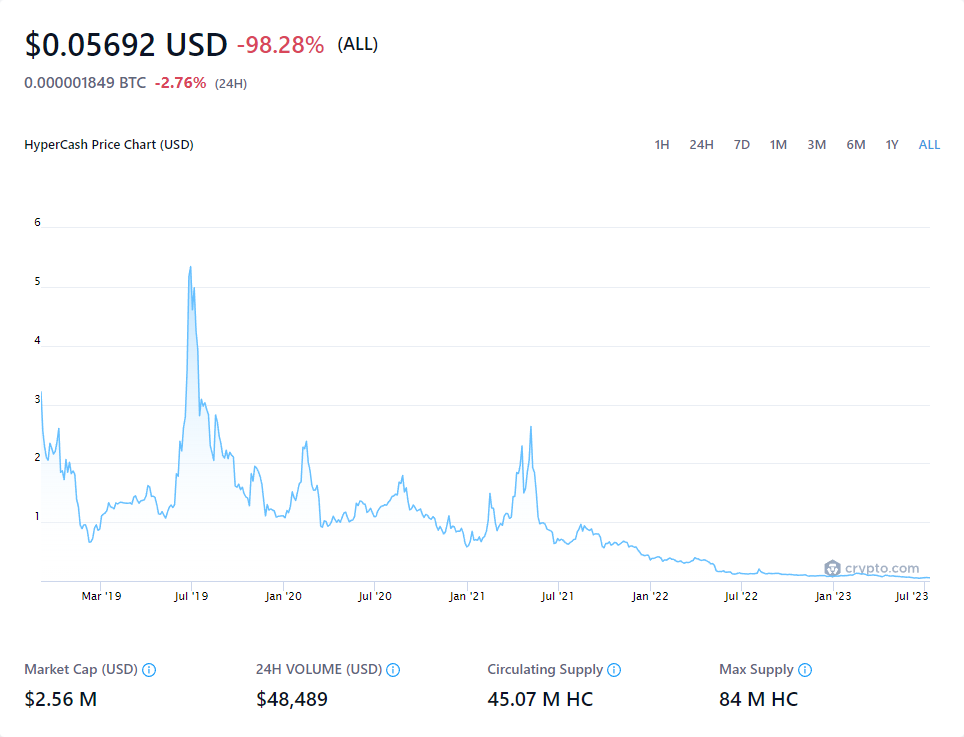 $0.05692 USD -98.28% (ALL)
0.000001849 BTC -2.76% (24H)
HyperCash Price Chart (USD) 1H 24H 7D 1M 3M 6M 1Y ALL
6
5
4
3
2
1
crypto.com
Mar '19 Jul '19 Jan '20 Jul '20 Jan '21 Jul '21 Jan '22 Jul '22 Jan '23 Jul '23
Market Cap (USD) 24H VOLUME (USD) Circulating Supply Max Supply
$2.56 M $48,489 45.07 M HC 84 M HC